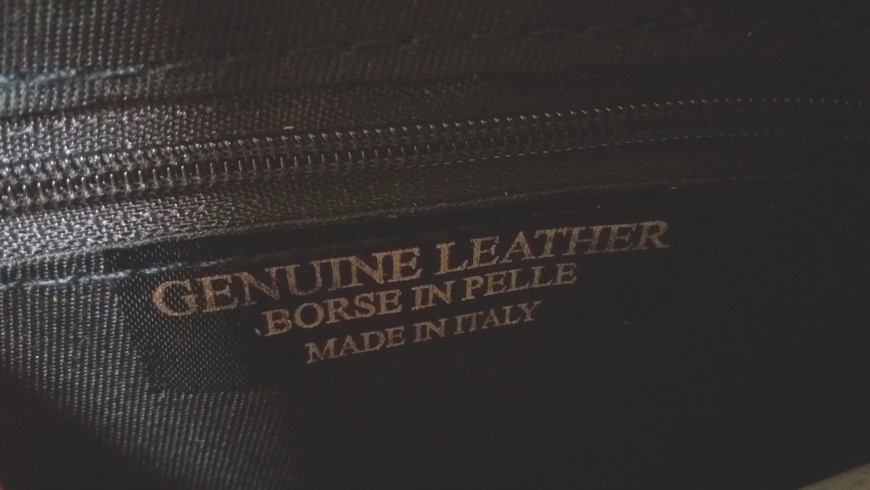 GENUINE LEATHER
BORSE IN PELLE
MADE IN ITALY